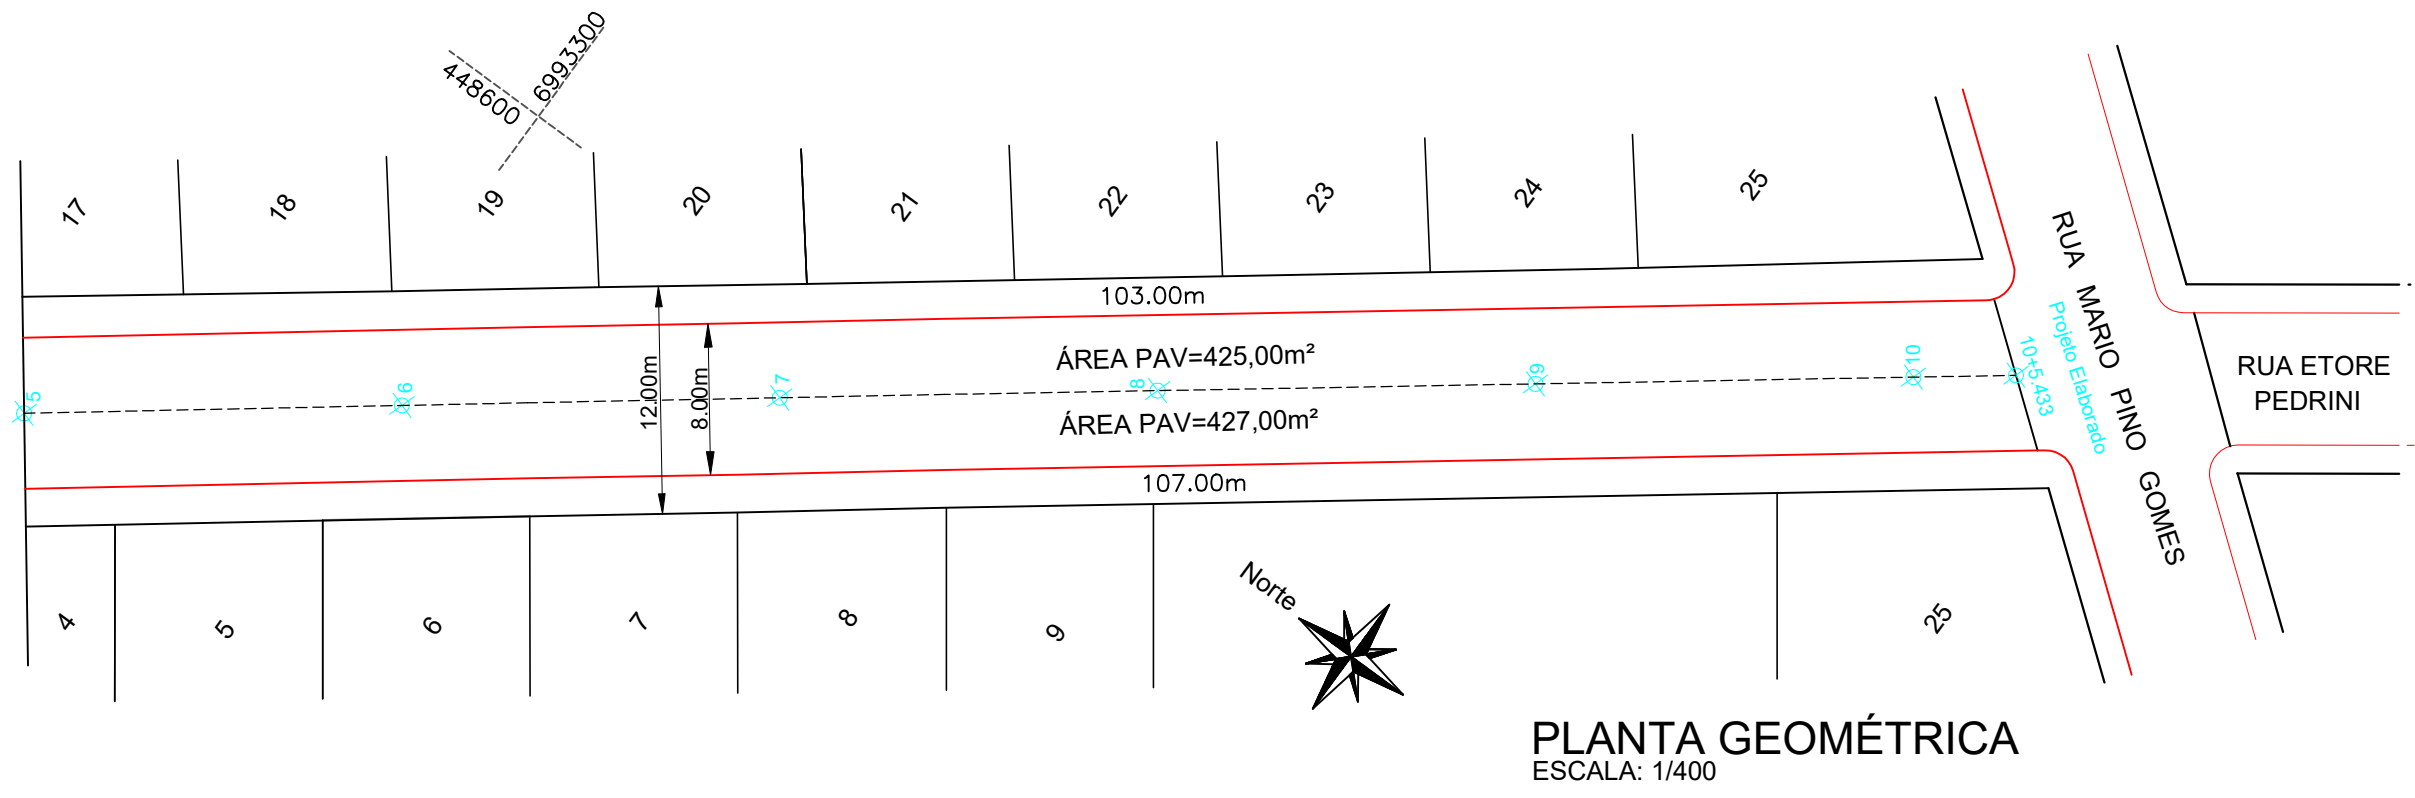 6993300
448600
17
18
19
20
21
22
23
24
25
103.00m
ÁREA PAV=425,00m²
12.00m
8.00m
5
6
7
8
9
10
10+5.433
Projeto Elaborado
RUA MARIO PINO GOMES
RUA ETORE
PEDRINI
ÁREA PAV=427,00m²
107.00m
4
5
6
7
8
9
25
Norte
PLANTA GEOMÉTRICA
ESCALA: 1/400